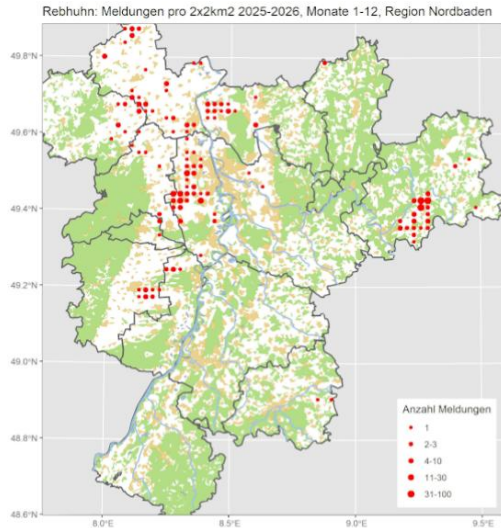 Rebhuhn: Meldungen pro 2x2km2 2025-2026, Monate 1-12, Region Nordbaden
49.8°N
49.6°N
49.4°N
49.2°N
49.0°N
48.8°N
48.6°N
8.0°E
8.5°E
9.0°E
9.5°E
Anzahl Meldungen
1
2-3
4-10
11-30
31-100